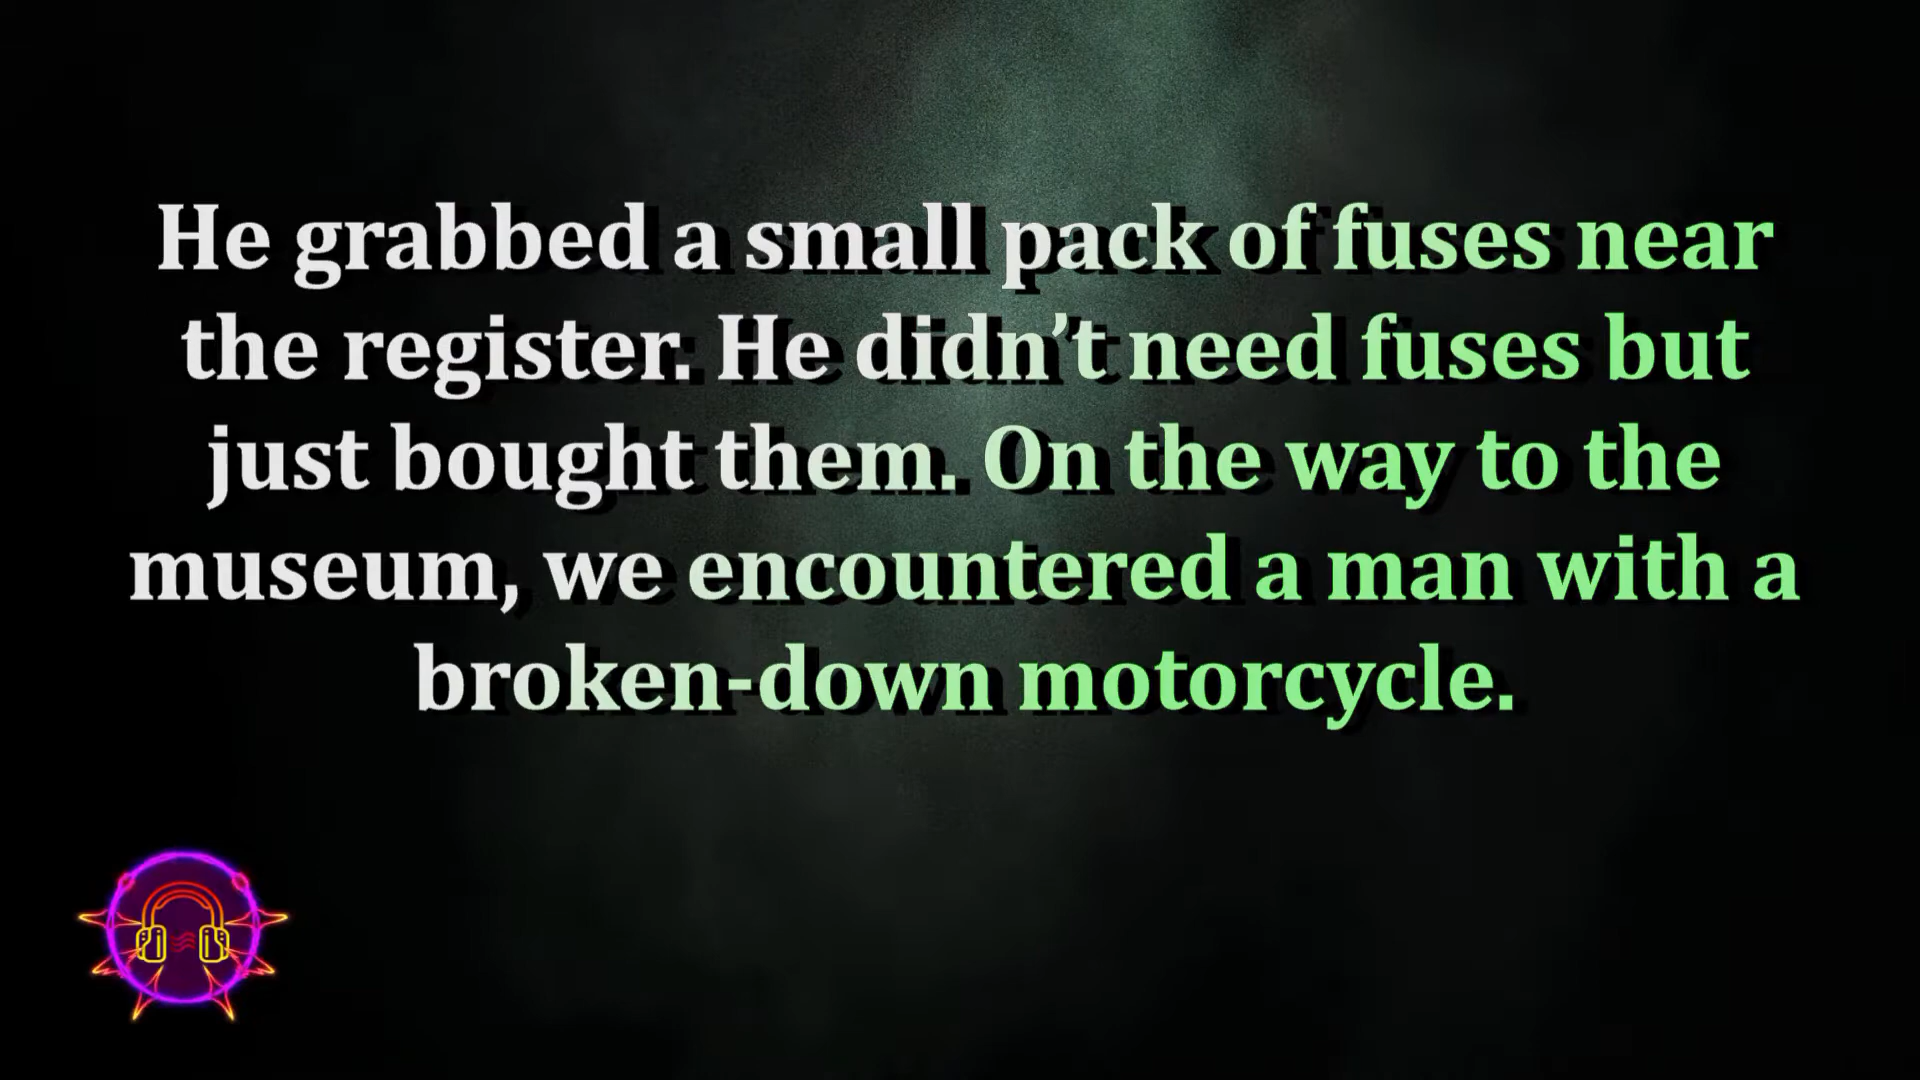 He grabbed a small pack of fuses near
the register. He didn’t need fuses but
just bought them. On the way to the
museum, we encountered a man with a
broken-down motorcycle.